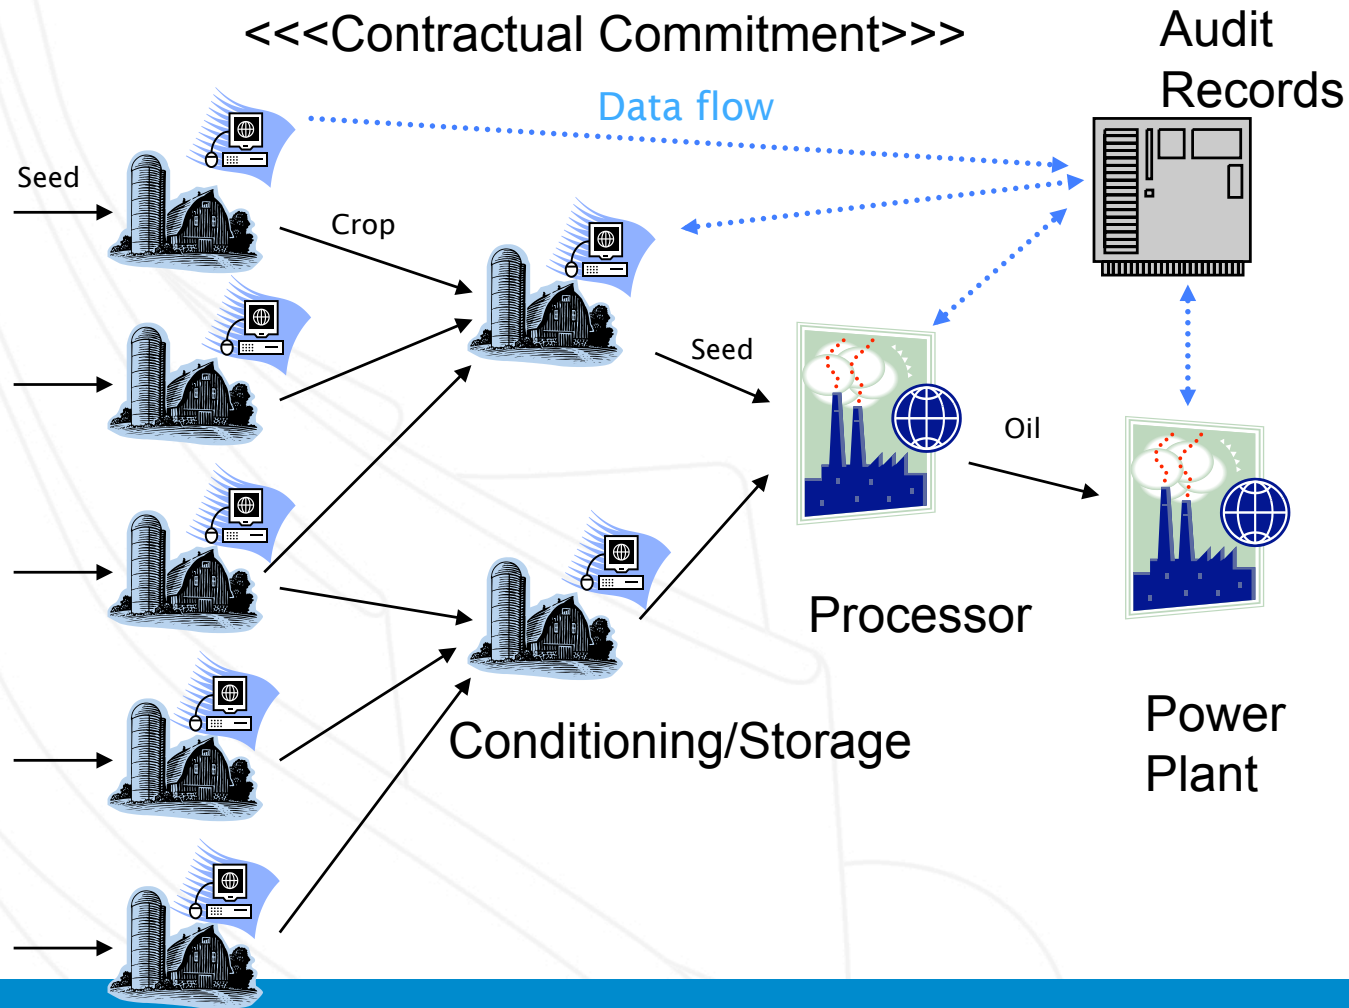 <<<Contractual Commitment>>>
Audit
Records
Data flow
Seed
Crop
Seed
Oil
Processor
Conditioning/Storage
Power
Plant